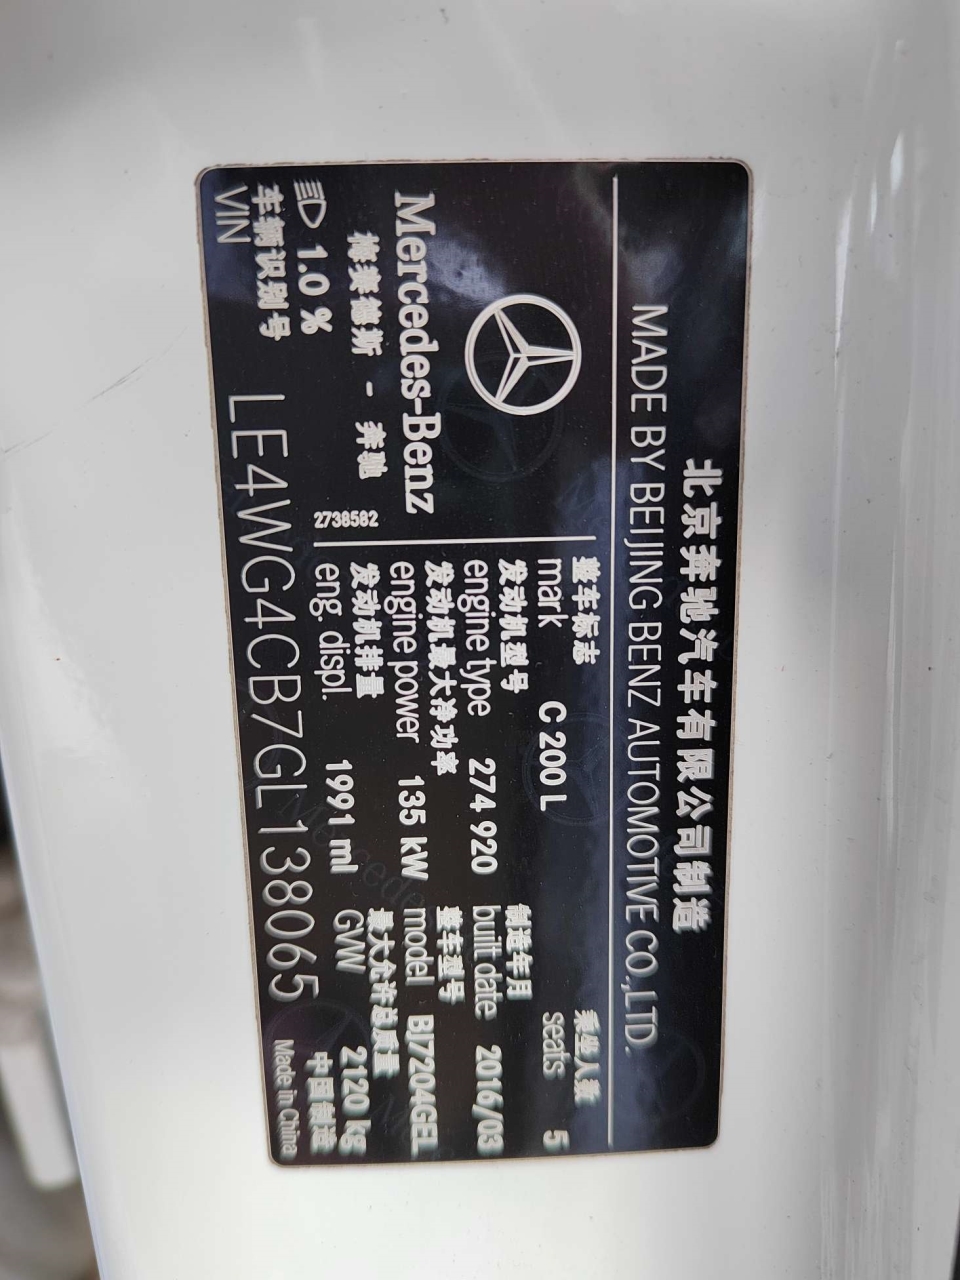 北京奔驰汽车有限公司制造
MADE BY BEIJING BENZ AUTOMOTIVE CO.,LTD.
Mercedes-Benz
梅赛德斯 - 奔驰
2738582
1.0 %
整车标志
mark C 200 L
乘坐人数
seats 5
发动机型号
engine type 274 920
制造年月
built date 2016/03
发动机最大净功率
engine power 135 kW
整车型号
model BJ7204GEL
发动机排量
eng. displ. 1991 ml
最大允许总质量
GVW 2120 kg
车辆识别号
VIN LE4WG4CB7GL138065
中国制造
Made in China